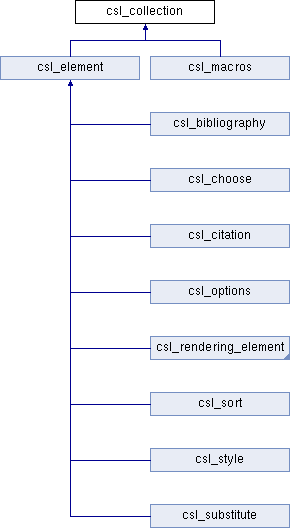 csl_collection
csl_element
csl_macros
csl_bibliography
csl_choose
csl_citation
csl_options
csl_rendering_element
csl_sort
csl_style
csl_substitute